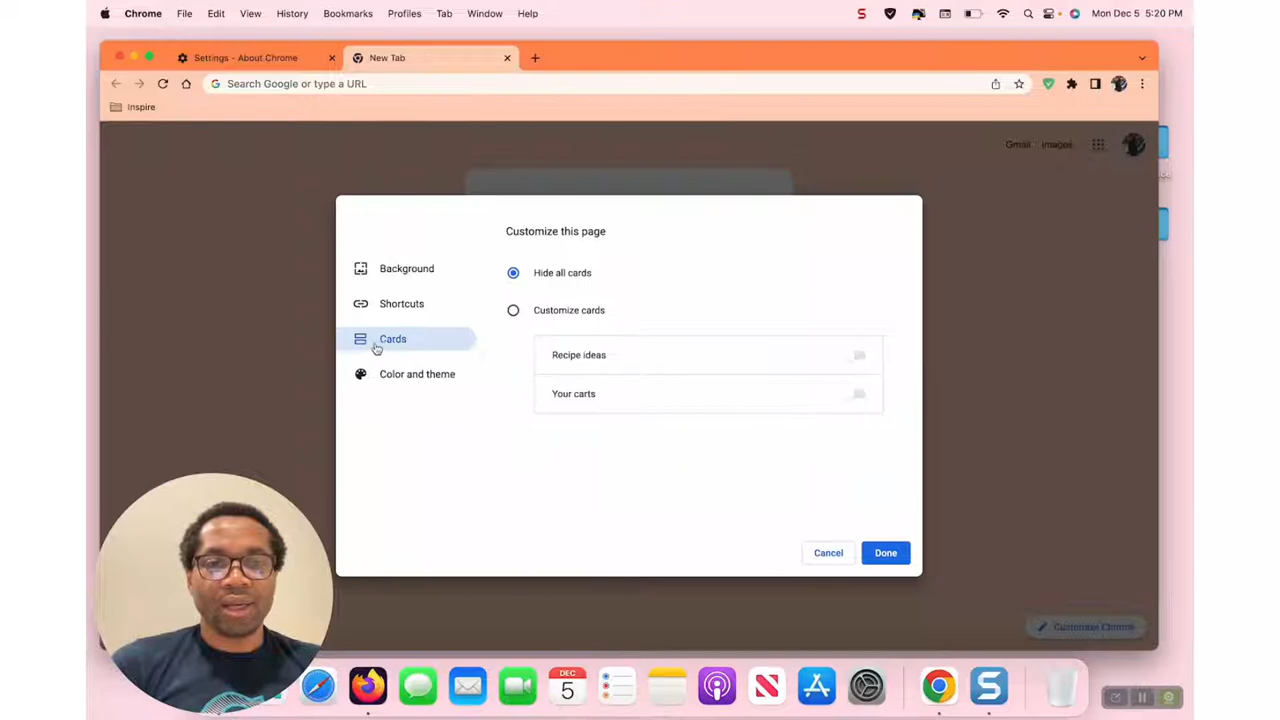 Chrome File Edit View History Bookmarks Profiles Tab Window Help Mon Dec 5 5:20 PM
Settings - About Chrome New Tab
Search Google or type a URL
Inspire
Gmail Images
Customize this page
Background
Hide all cards
Shortcuts
Customize cards
Cards
Recipe ideas
Color and theme
Your carts
Cancel Done
Customize Chrome
DEC
5